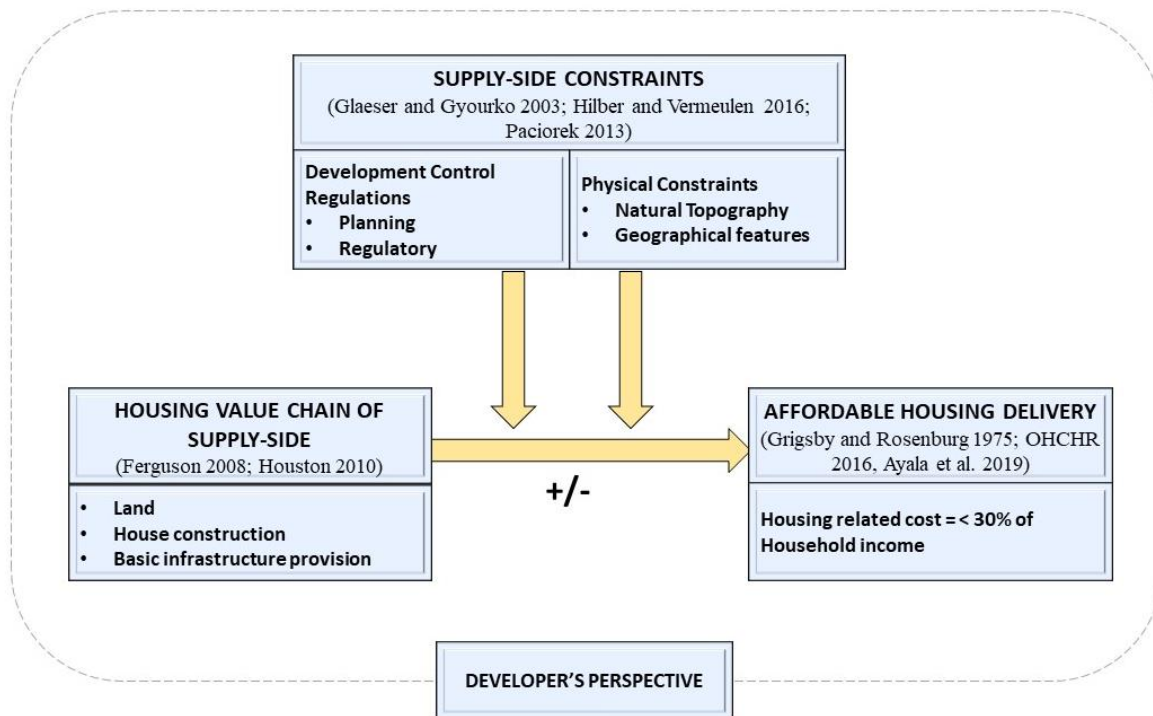 SUPPLY-SIDE CONSTRAINTS
(Glaeser and Gyourko 2003; Hilber and Vermeulen 2016;
Paciorek 2013)
Development Control
Regulations
• Planning
• Regulatory
Physical Constraints
• Natural Topography
• Geographical features
HOUSING VALUE CHAIN OF
SUPPLY-SIDE
(Ferguson 2008; Houston 2010)
• Land
• House construction
• Basic infrastructure provision
+/-
AFFORDABLE HOUSING DELIVERY
(Grigsby and Rosenburg 1975; OHCHR
2016, Ayala et al. 2019)
Housing related cost = < 30% of
Household income
DEVELOPER'S PERSPECTIVE